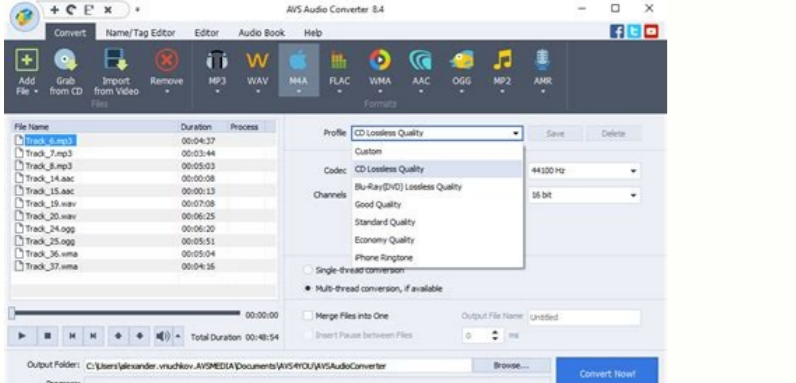 AVS Audio Converter 8.4
Convert Name/Tag Editor Editor Audio Book Help
Add File Grab from CD Import from Video Remove MP3 WAV M4A FLAC WMA AAC OGG MP2 AMR
Files Formats
File Name Duration Process
Track_6.mp3 00:04:37
Track_7.mp3 00:03:44
Track_8.mp3 00:05:03
Track_14.aac 00:00:08
Track_15.aac 00:00:13
Track_19.wav 00:07:08
Track_20.wav 00:06:25
Track_24.ogg 00:06:20
Track_25.ogg 00:05:51
Track_36.wma 00:05:04
Track_37.wma 00:04:16
00:00:00
Total Duration 00:48:54
Profile CD Lossless Quality Save Delete
Custom
Codec CD Lossless Quality 44100 Hz
Blu-Ray(DVD) Lossless Quality
Channels 16 bit
Good Quality
Standard Quality
Economy Quality
iPhone Ringtone
Single-thread conversion
Multi-thread conversion, if available
Merge Files into One Output File Name Untitled
Insert Pause between Files 0 ms
Output Folder: C:\Users\alexander.vnuchkov.AVSMEDIA\Documents\AVS4YOU\AVSAudioConverter Browse... Convert Now!